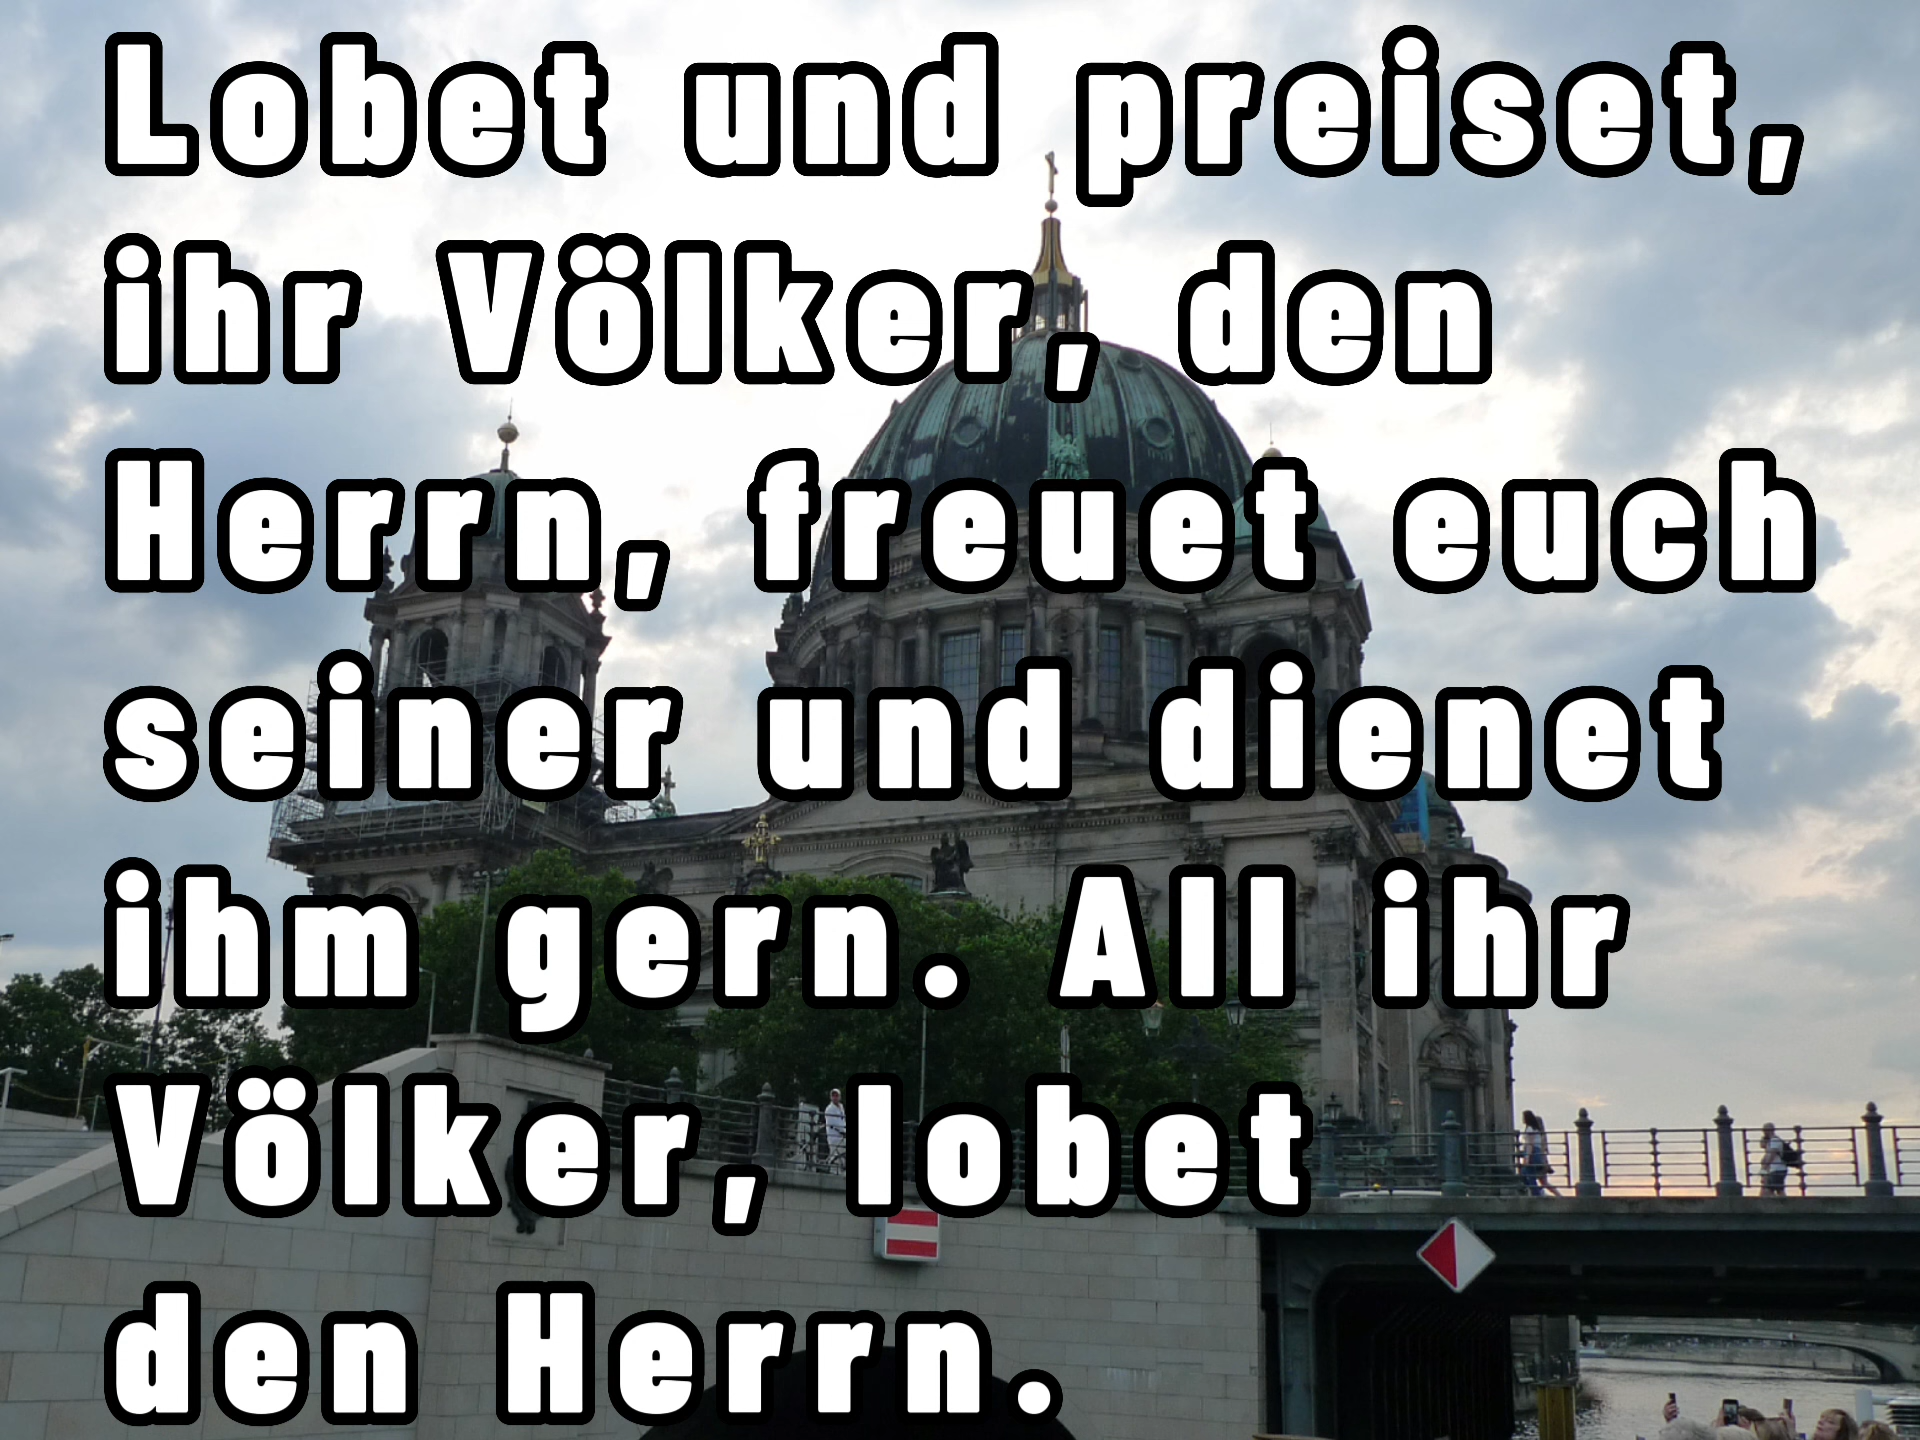 Lobet und preiset,
ihr Völker, den
Herrn, freuet euch
seiner und dienet
ihm gern. All ihr
Völker, lobet
den Herrn.